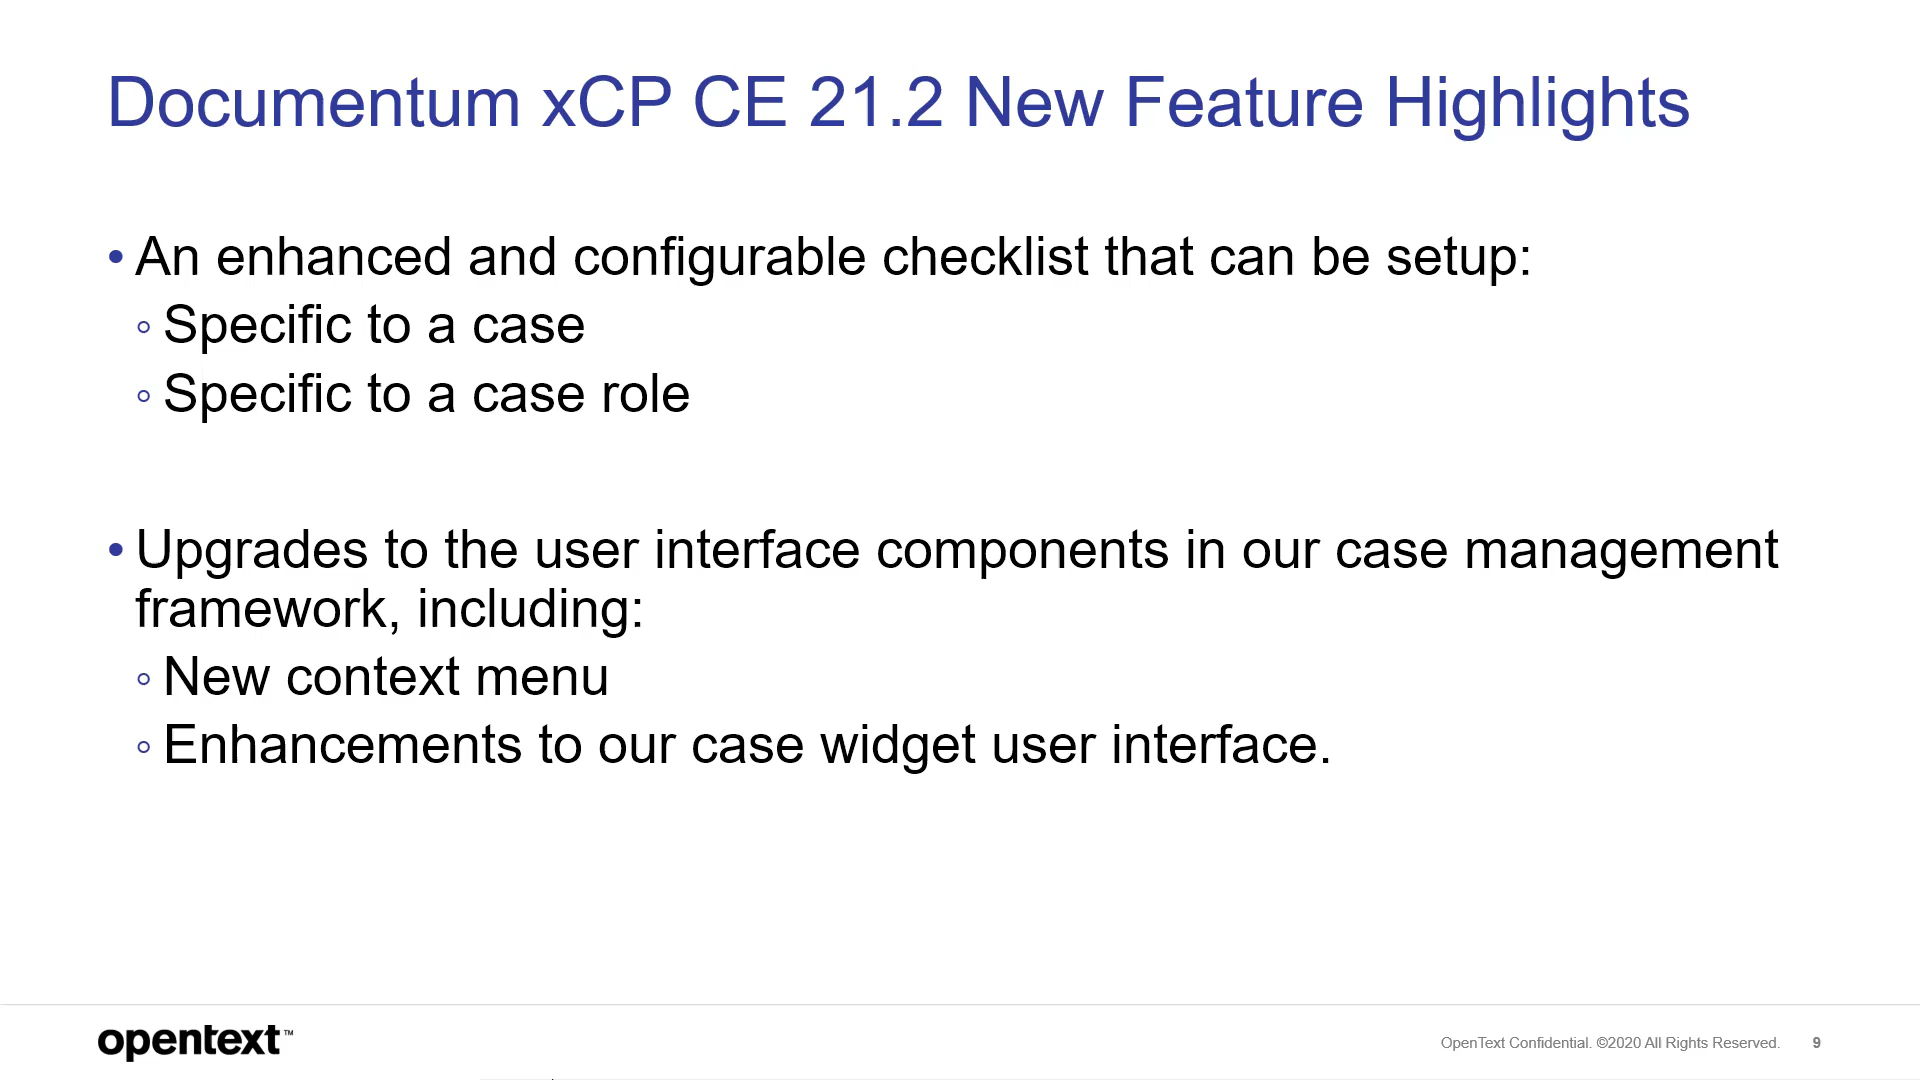 Documentum xCP CE 21.2 New Feature Highlights
• An enhanced and configurable checklist that can be setup:
◦ Specific to a case
◦ Specific to a case role
• Upgrades to the user interface components in our case management
framework, including:
◦ New context menu
◦ Enhancements to our case widget user interface.
opentext™
OpenText Confidential. ©2020 All Rights Reserved. 9